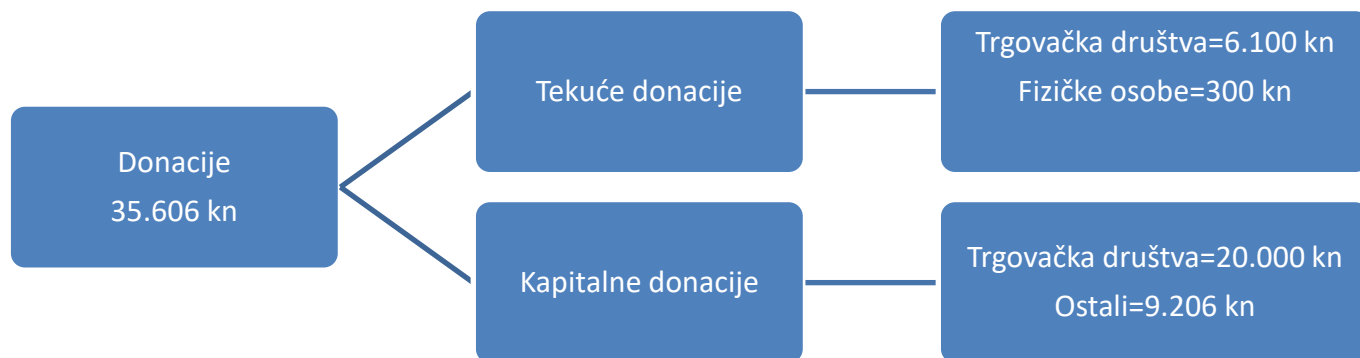 Donacije
35.606 kn
Tekuće donacije
Trgovačka društva=6.100 kn
Fizičke osobe=300 kn
Kapitalne donacije
Trgovačka društva=20.000 kn
Ostali=9.206 kn